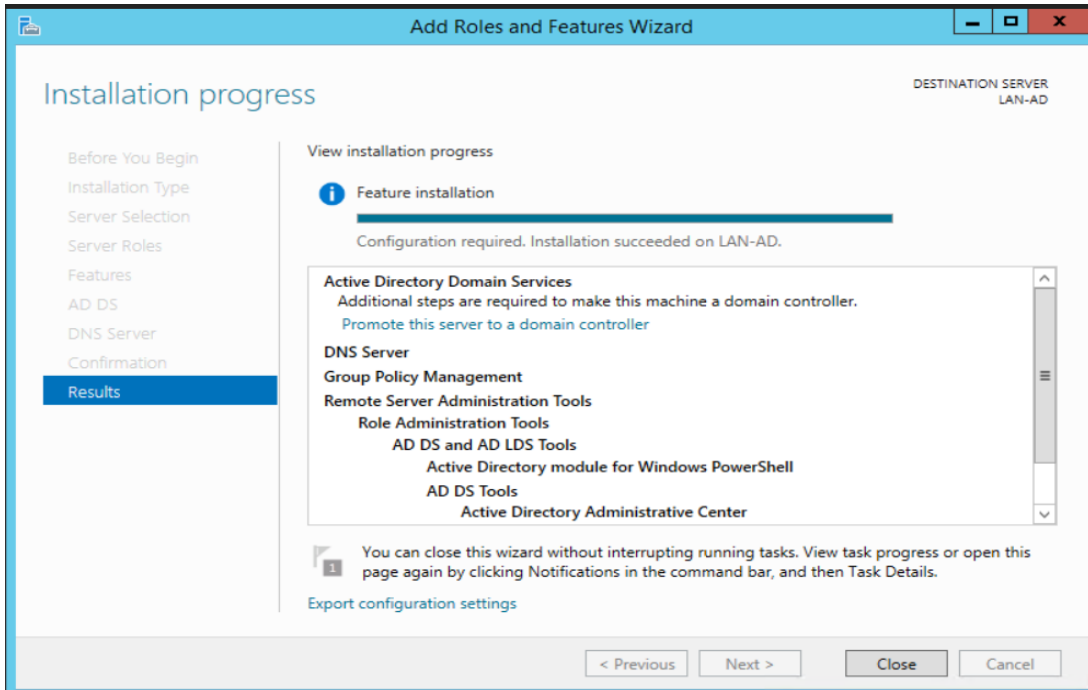 Add Roles and Features Wizard
Installation progress
DESTINATION SERVER
LAN-AD
Before You Begin
Installation Type
Server Selection
Server Roles
Features
AD DS
DNS Server
Confirmation
Results
View installation progress
Feature installation
Configuration required. Installation succeeded on LAN-AD.
Active Directory Domain Services
Additional steps are required to make this machine a domain controller.
Promote this server to a domain controller
DNS Server
Group Policy Management
Remote Server Administration Tools
Role Administration Tools
AD DS and AD LDS Tools
Active Directory module for Windows PowerShell
AD DS Tools
Active Directory Administrative Center
1
You can close this wizard without interrupting running tasks. View task progress or open this
page again by clicking Notifications in the command bar, and then Task Details.
Export configuration settings
< Previous
Next >
Close
Cancel